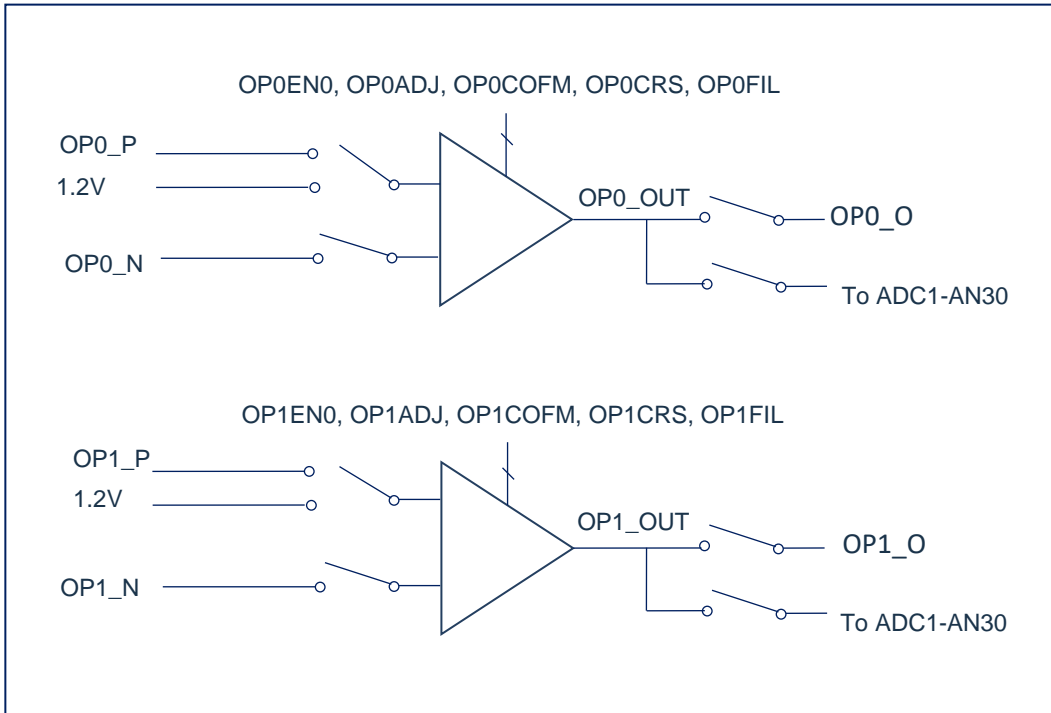 OP0EN0, OP0ADJ, OP0COFM, OP0CRS, OP0FIL
OP0_P
1.2V
OP0_N
OP0_OUT
OP0_O
To ADC1-AN30
OP1EN0, OP1ADJ, OP1COFM, OP1CRS, OP1FIL
OP1_P
1.2V
OP1_N
OP1_OUT
OP1_O
To ADC1-AN30